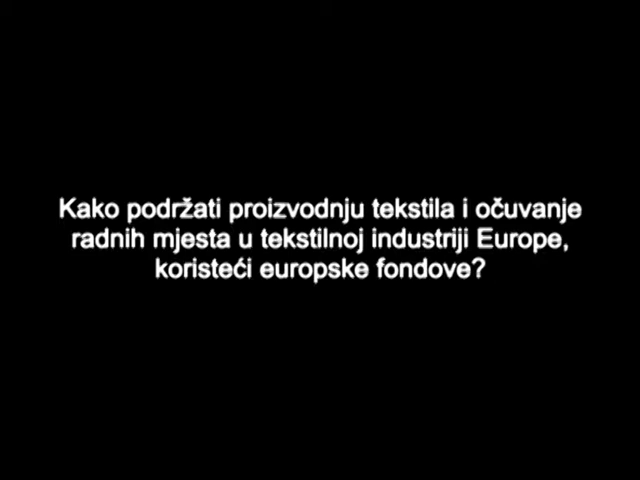 Kako podržati proizvodnju tekstila i očuvanje
radnih mjesta u tekstilnoj industriji Europe,
koristeći europske fondove?